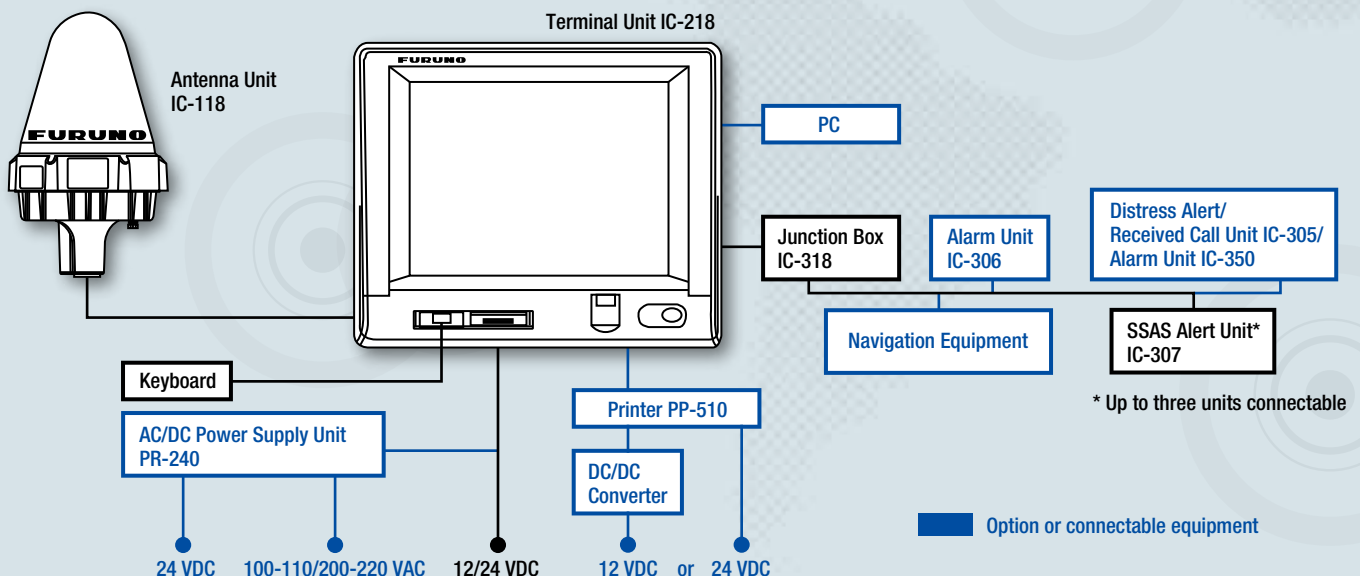 Terminal Unit IC-218
FURUNO
Antenna Unit
IC-118
FURUNO
PC
Junction Box
IC-318
Alarm Unit
IC-306
Distress Alert/
Received Call Unit IC-305/
Alarm Unit IC-350
Navigation Equipment
SSAS Alert Unit*
IC-307
* Up to three units connectable
Keyboard
Printer PP-510
AC/DC Power Supply Unit
PR-240
DC/DC
Converter
Option or connectable equipment
24 VDC 100-110/200-220 VAC 12/24 VDC 12 VDC or 24 VDC